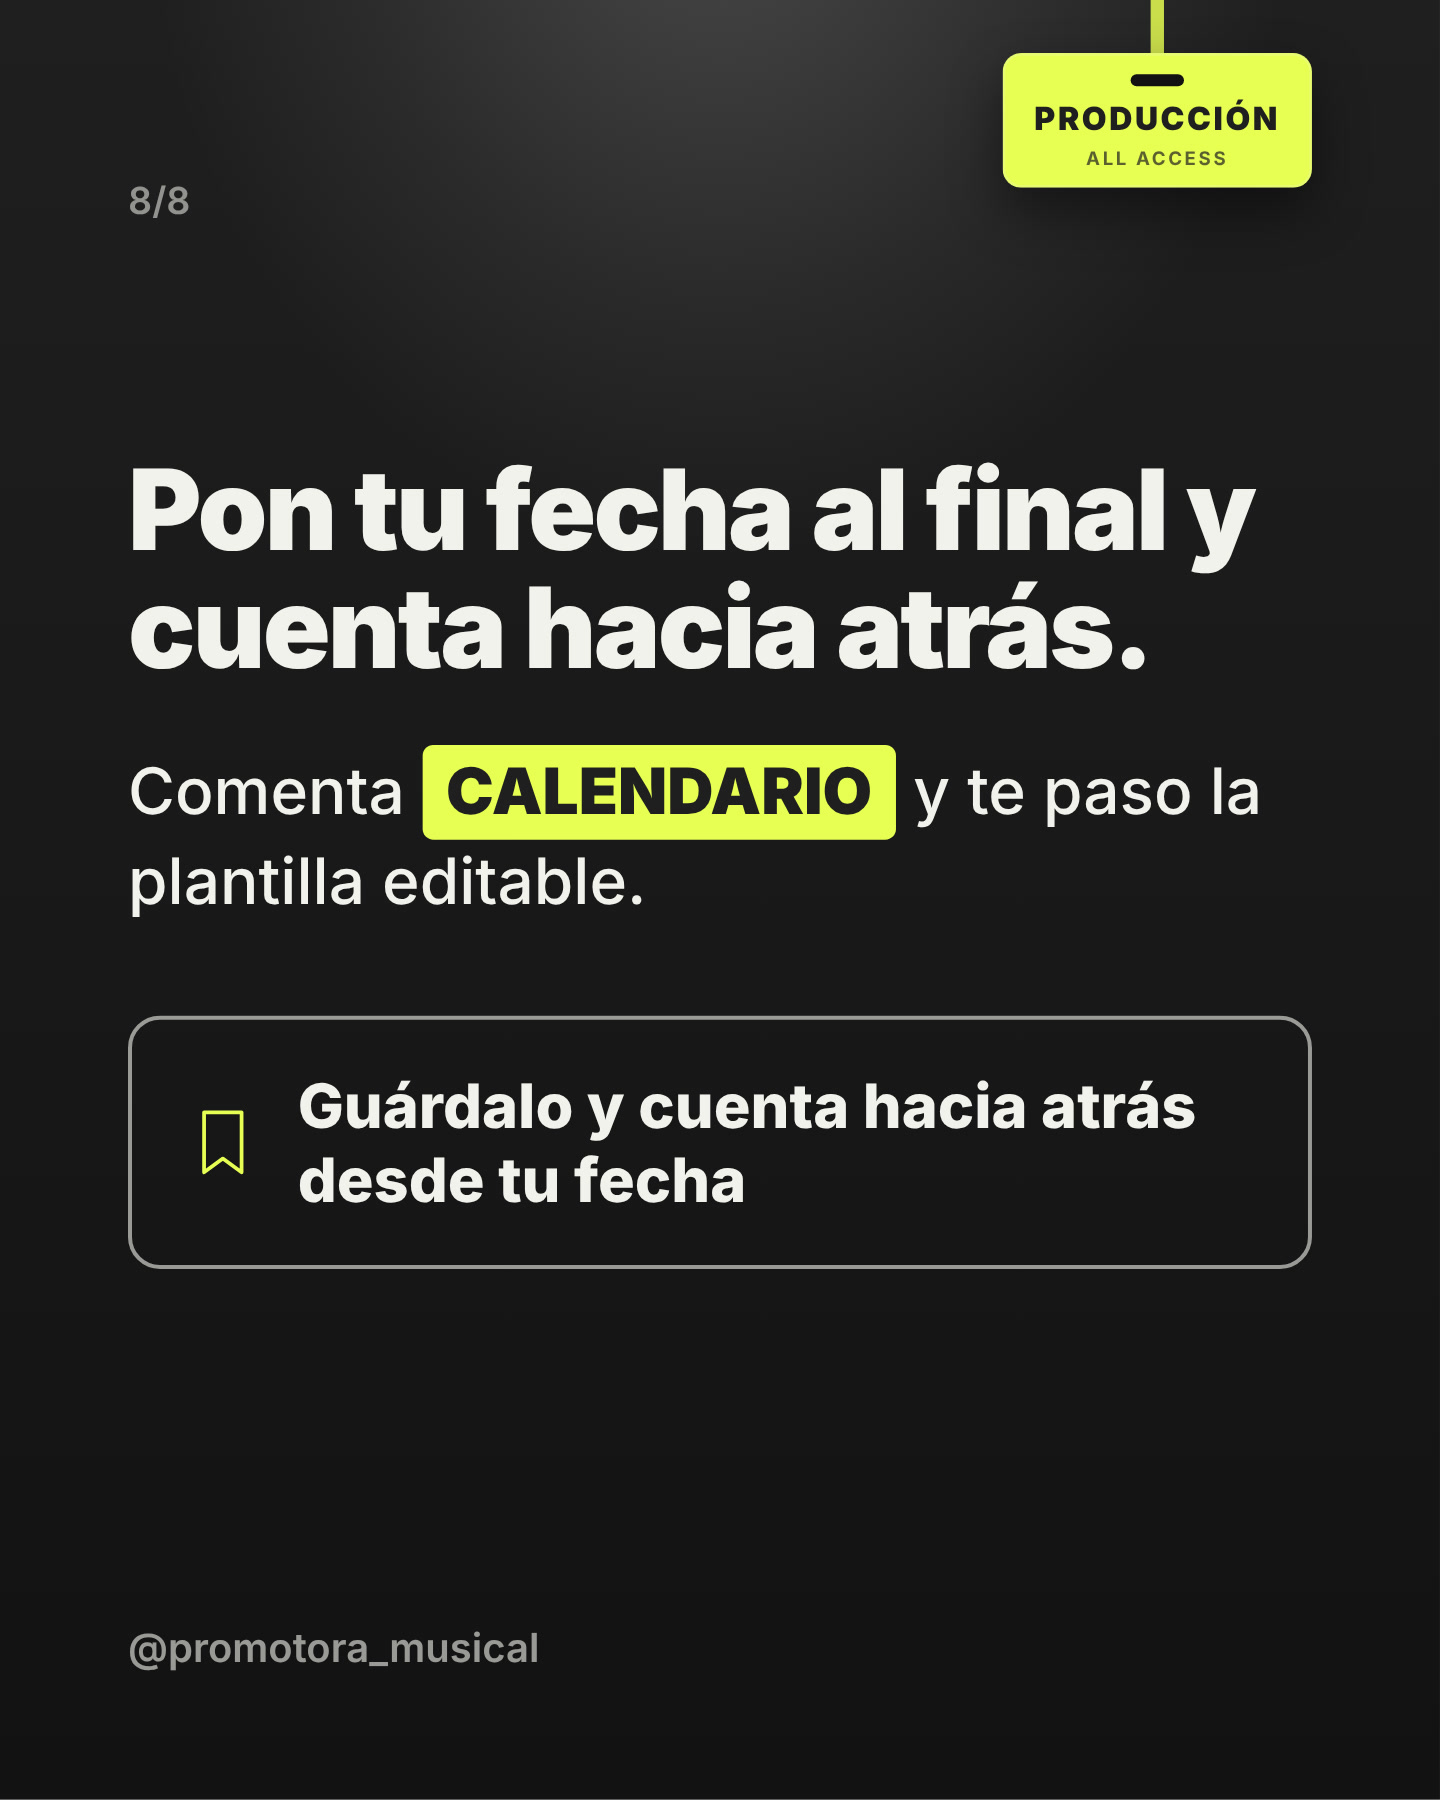 PRODUCCIÓN
ALL ACCESS
8/8
Pon tu fecha al final y
cuenta hacia atrás.
Comenta CALENDARIO y te paso la
plantilla editable.
Guárdalo y cuenta hacia atrás
desde tu fecha
@promotora_musical